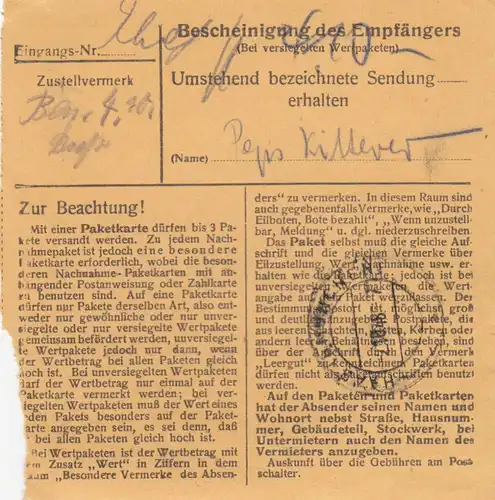 Eingangs-Nr.
Bescheinigung des Empfängers
(Bei versiegelten Wertpaketen)
Zustellvermerk
Umstehend bezeichnete Sendung
erhalten
(Name)
Zur Beachtung!
Mit einer Paketkarte dürfen bis 3 Pa-
kete versandt werden. Zu jedem Nach-
nahmepaket ist jedoch eine besondere
Paketkarte erforderlich, wobei die beson-
deren Nachnahme-Paketkarten mit an-
hängender Postanweisung oder Zahlkarte
zu benutzen sind. Auf eine Paketkarte
dürfen nur Pakete derselben Art, also ent-
weder nur gewöhnliche oder nur unver-
siegelte oder nur versiegelte Wertpakete
gemeinsam befördert werden, unversiegel-
te Wertpakete jedoch nur dann, wenn
der Wertbetrag bei allen Paketen gleich
hoch ist. Bei unversiegelten Wertpaketen
darf der Wertbetrag nur einmal auf der
Paketkarte vermerkt werden; bei ver-
siegelten Wertpaketen muß der Wert eines
jeden Pakets besonders auf der Paket-
karte angegeben sein, es sei denn, daß
er bei allen Paketen gleich hoch ist.
Bei Wertpaketen ist der Wertbetrag mit
dem Zusatz „Wert" in Ziffern in dem
Raum „Besondere Vermerke des Absen-
ders" zu vermerken. In diesem Raum sind
auch gegebenenfalls Vermerke, wie „Durch
Eilboten, Bote bezahlt", „Wenn unzustell-
bar, Meldung" u. dgl. niederzuschreiben.
Das Paket selbst muß die gleiche Auf-
schrift und die gleichen Vermerke über
Eilzustellung, Wert, Nachnahme usw. er-
halten wie die Paketkarte; jedoch ist bei
unversiegelten Wertpaketen die Wert-
angabe auf dem Paket wegzulassen. Der
Bestimmungsort ist möglichst groß
und deutlich anzugeben. Pakete, die
aus leeren Schachteln, Kisten, Körben oder
anderen leeren Behältern bestehen, sind
über der Aufschrift durch den Vermerk
„Leergut" zu kennzeichnen. Paketkarten
dürfen nicht als Paketaufschriften benutzt
werden.
Auf den Paketen und Paketkarten
hat der Absender seinen Namen und
Wohnort nebst Straße, Hausnum-
mer, Gebäudeteil, Stockwerk, bei
Untermietern auch den Namen des
Vermieters anzugeben.
Auskunft über die Gebühren am Post-
schalter.